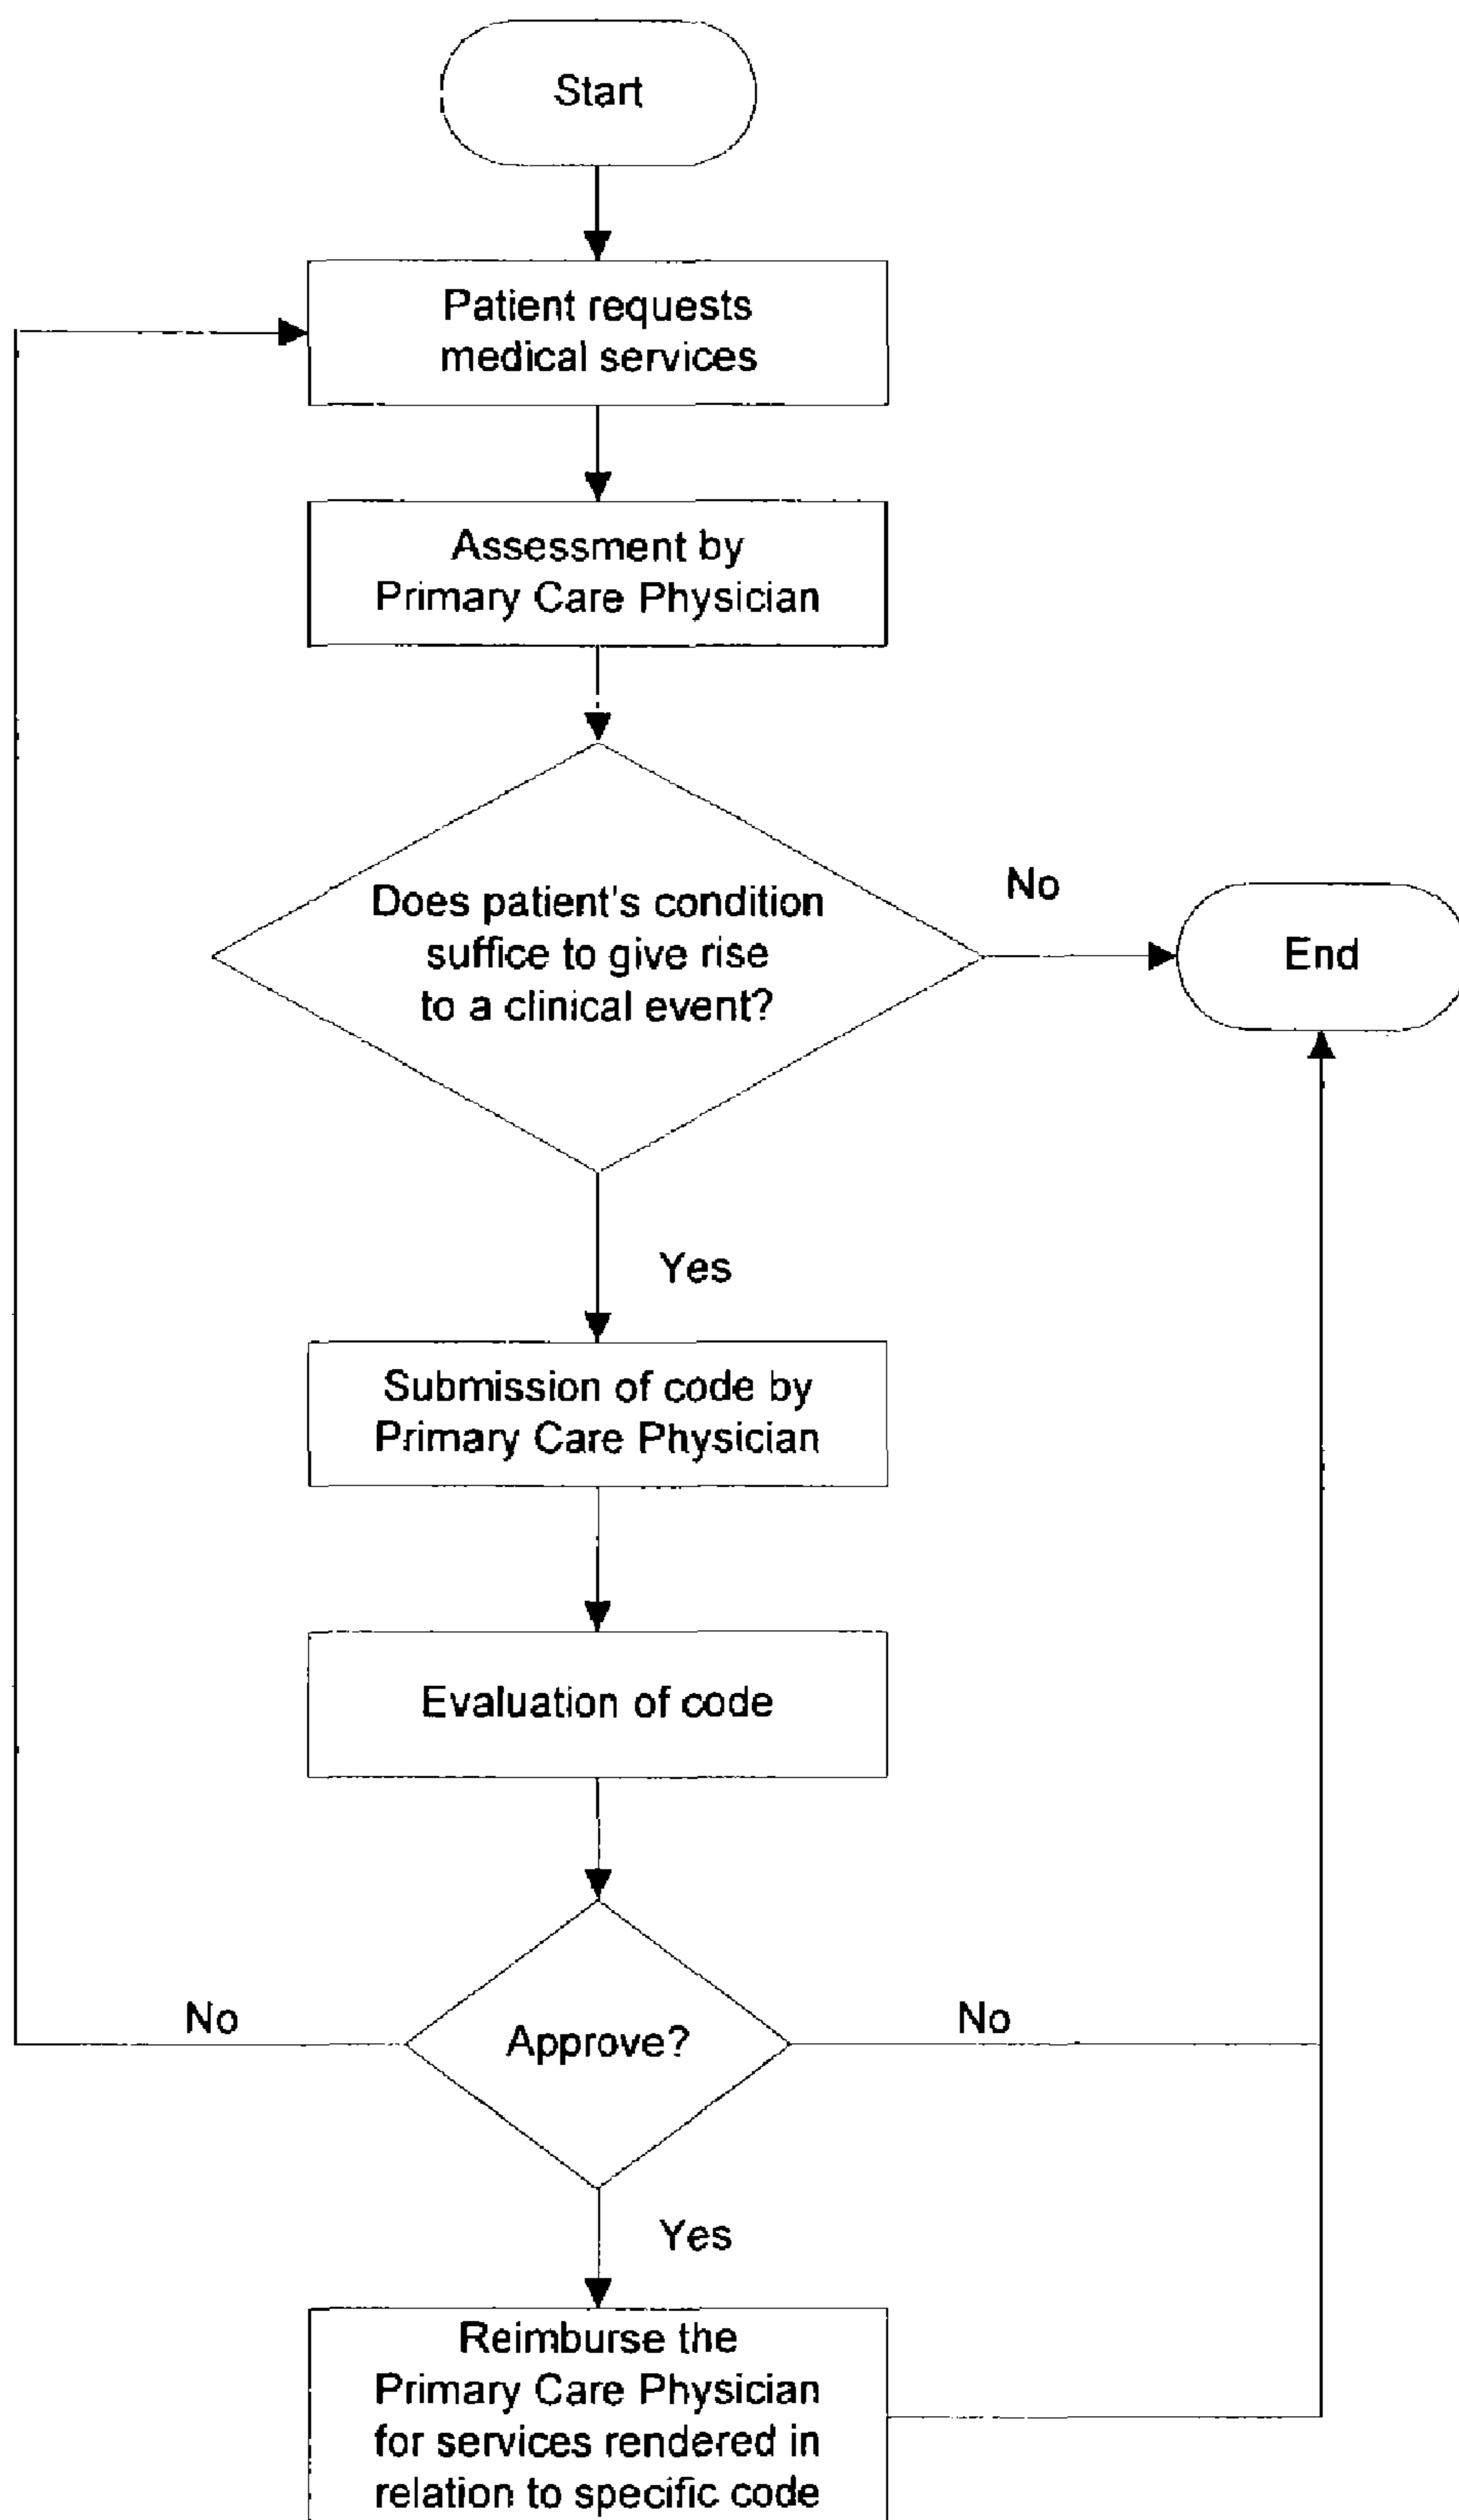 Start
Patient requests
medical services
Assessment by
Primary Care Physician
Does patient's condition
suffice to give rise
to a clinical event?
No
End
Yes
Submission of code by
Primary Care Physician
Evaluation of code
No
Approve?
No
Yes
Reimburse the
Primary Care Physician
for services rendered in
relation to specific code